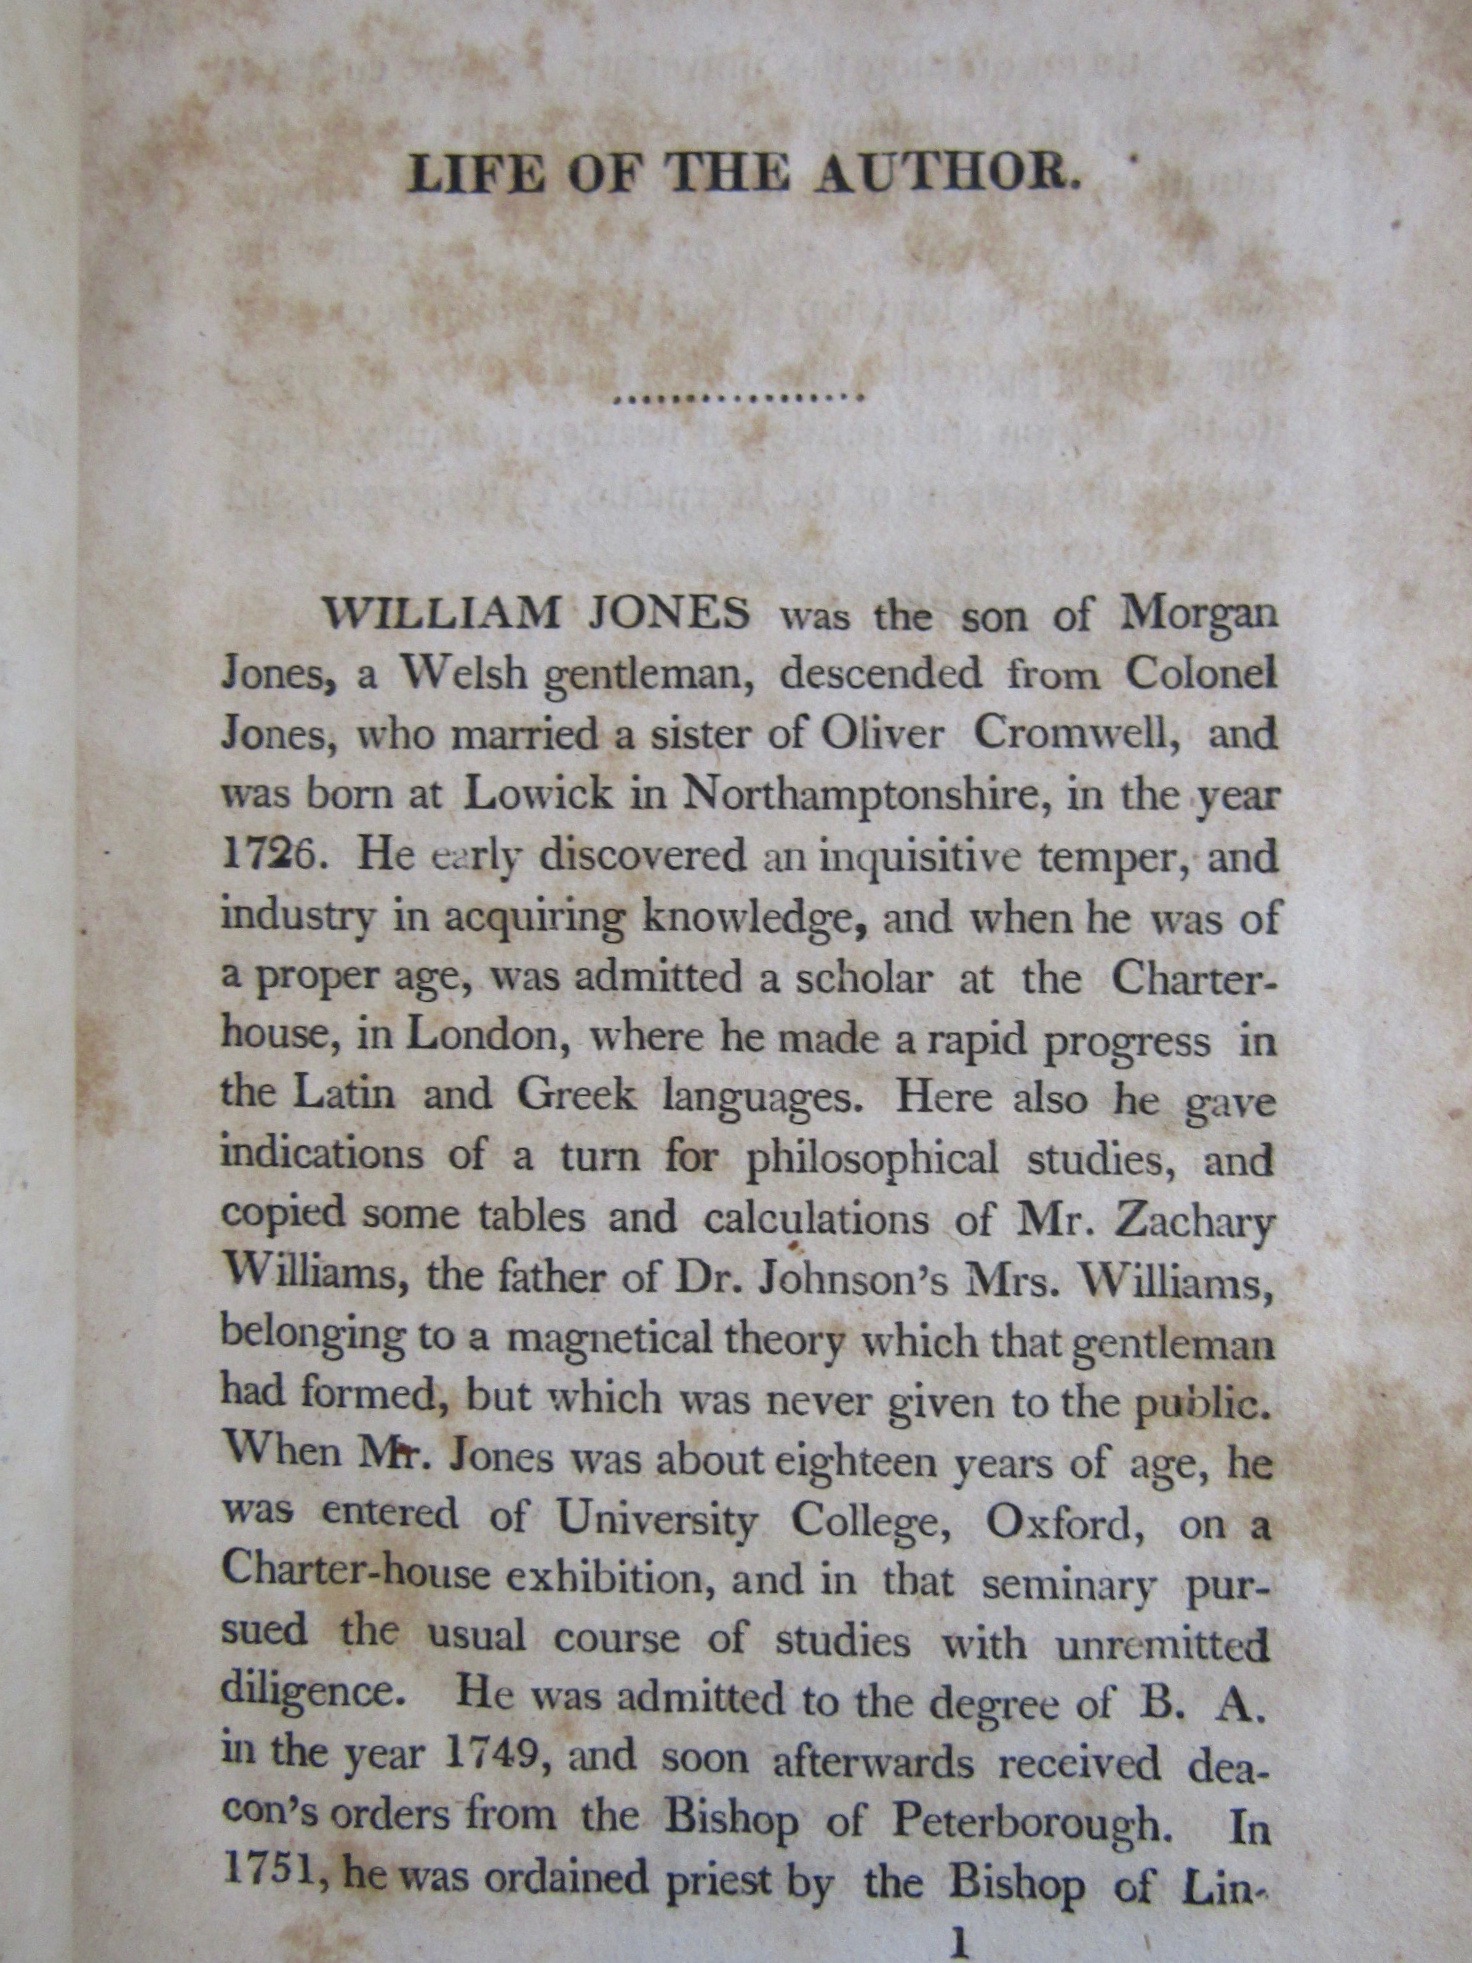 LIFE OF THE AUTHOR.
................
WILLIAM JONES was the son of Morgan
Jones, a Welsh gentleman, descended from Colonel
Jones, who married a sister of Oliver Cromwell, and
was born at Lowick in Northamptonshire, in the year
1726. He early discovered an inquisitive temper, and
industry in acquiring knowledge, and when he was of
a proper age, was admitted a scholar at the Charter-
house, in London, where he made a rapid progress in
the Latin and Greek languages. Here also he gave
indications of a turn for philosophical studies, and
copied some tables and calculations of Mr. Zachary
Williams, the father of Dr. Johnson's Mrs. Williams,
belonging to a magnetical theory which that gentleman
had formed, but which was never given to the public.
When Mr. Jones was about eighteen years of age, he
was entered of University College, Oxford, on a
Charter-house exhibition, and in that seminary pur-
sued the usual course of studies with unremitted
diligence. He was admitted to the degree of B. A.
in the year 1749, and soon afterwards received dea-
con's orders from the Bishop of Peterborough. In
1751, he was ordained priest by the Bishop of Lin-
1